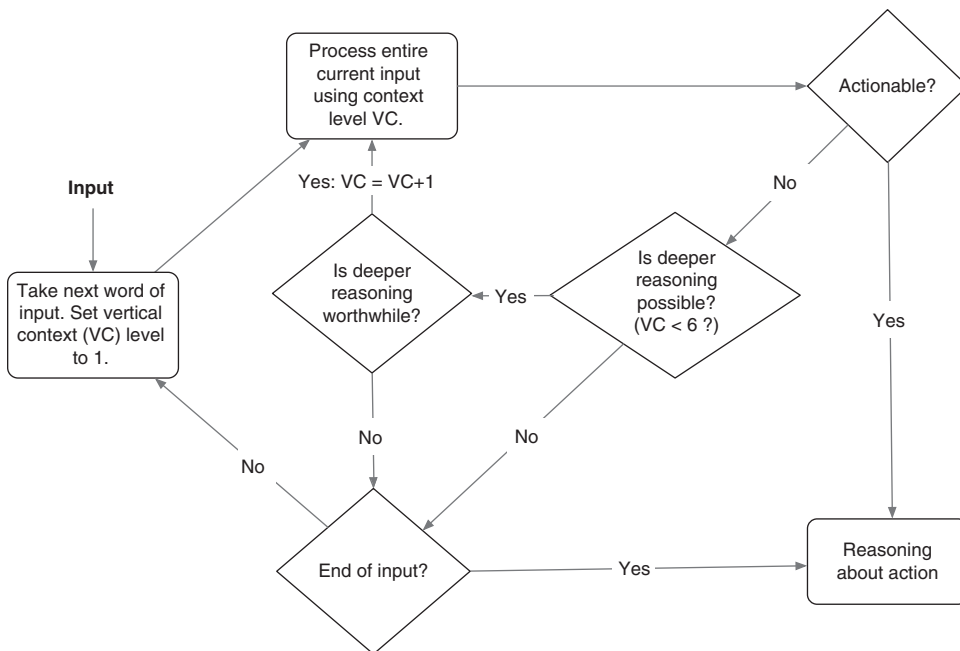 Process entire
current input
using context
level VC.
Actionable?
Yes: VC = VC+1
No
Input
Is deeper
reasoning
worthwhile?
Yes
Is deeper
reasoning
possible?
(VC < 6 ?)
Take next word of
input. Set vertical
context (VC) level
to 1.
Yes
No
No
No
End of input?
Yes
Reasoning
about action